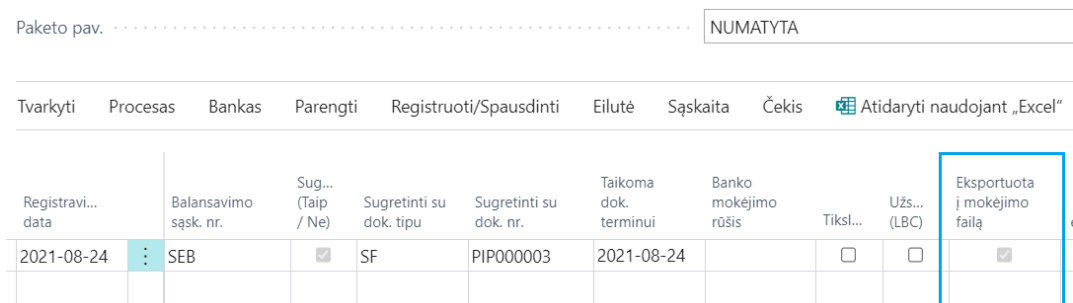 Paketo pav. NUMATYTA
Tvarkyti Procesas Bankas Parengti Registruoti/Spausdinti Eilutė Sąskaita Čekis Atidaryti naudojant „Excel“
Sug... Taikoma Banko Eksportuota
Registravi... Balansavimo (Taip Sugretinti su Sugretinti su dok. mokėjimo Užs... į mokėjimo
data sąsk. nr. / Ne) dok. tipu dok. nr. terminui rūšis Tiksl... (LBC) failą
2021-08-24 SEB SF PIP000003 2021-08-24